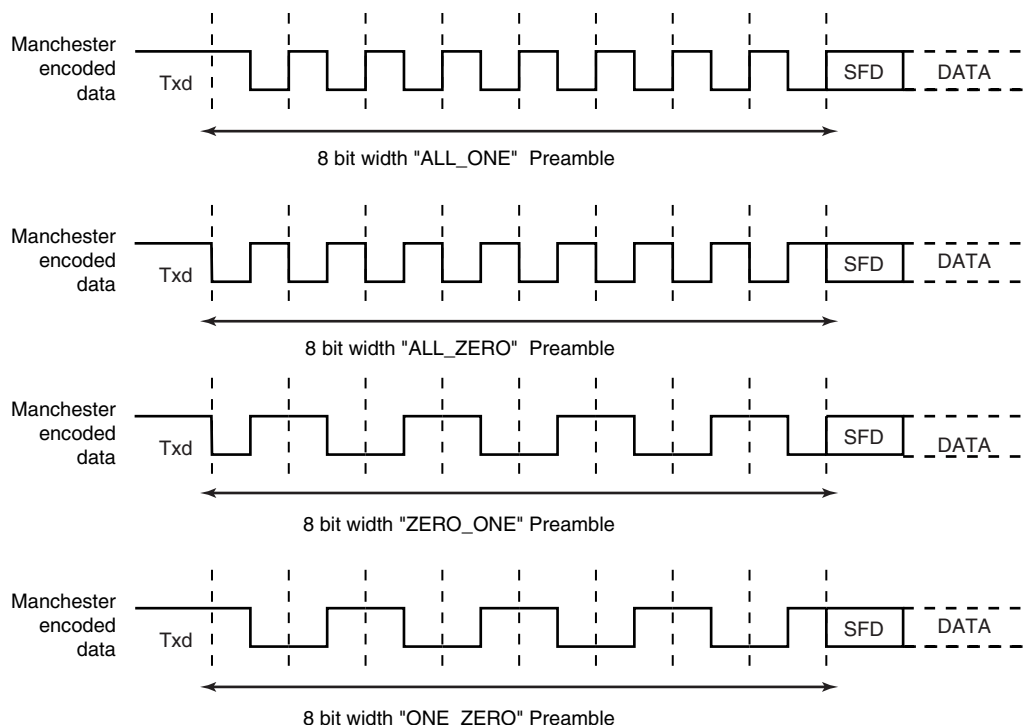 Manchester
encoded
data
Txd
SFD
DATA
8 bit width "ALL_ONE" Preamble
Manchester
encoded
data
Txd
SFD
DATA
8 bit width "ALL_ZERO" Preamble
Manchester
encoded
data
Txd
SFD
DATA
8 bit width "ZERO_ONE" Preamble
Manchester
encoded
data
Txd
SFD
DATA
8 bit width "ONE_ZERO" Preamble